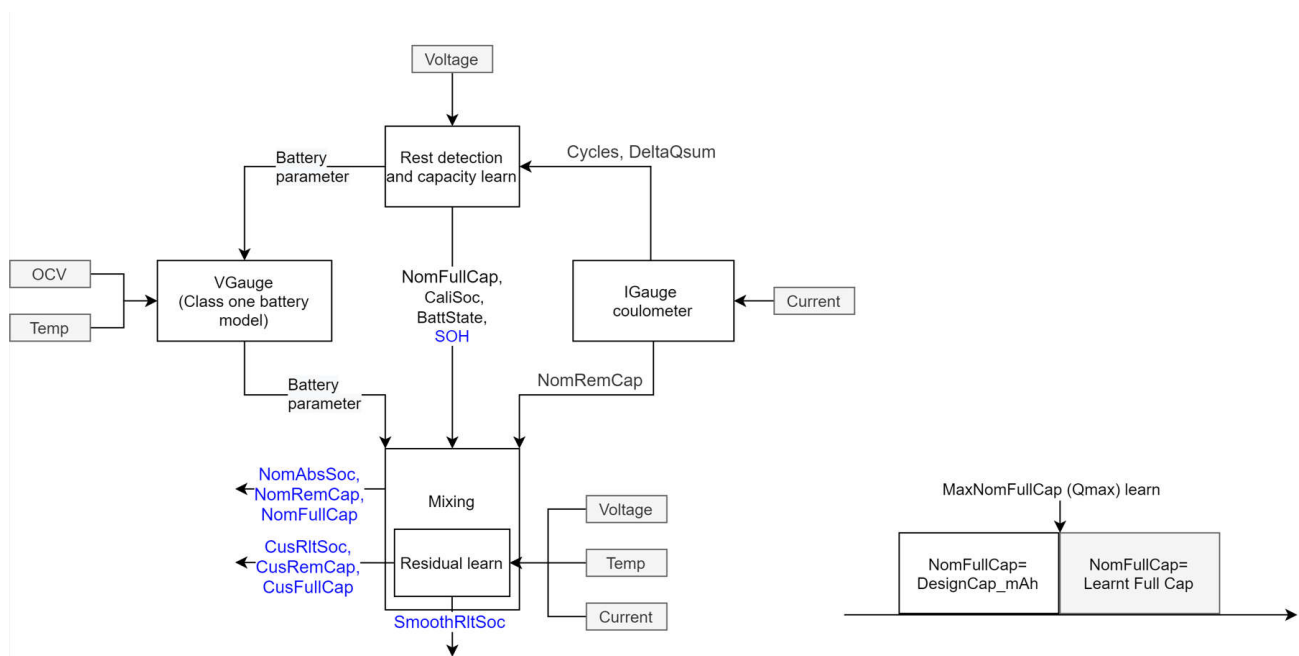 Voltage
Rest detection
and capacity learn
Cycles, DeltaQsum
Battery
parameter
OCV
Temp
VGauge
(Class one battery
model)
NomFullCap,
CaliSoc,
BattState,
SOH
IGauge
coulometer
Current
Battery
parameter
NomRemCap
NomAbsSoc,
NomRemCap,
NomFullCap
Mixing
CusRltSoc,
CusRemCap,
CusFullCap
Residual learn
Voltage
Temp
Current
SmoothRltSoc
MaxNomFullCap (Qmax) learn
NomFullCap=
DesignCap_mAh
NomFullCap=
Learnt Full Cap